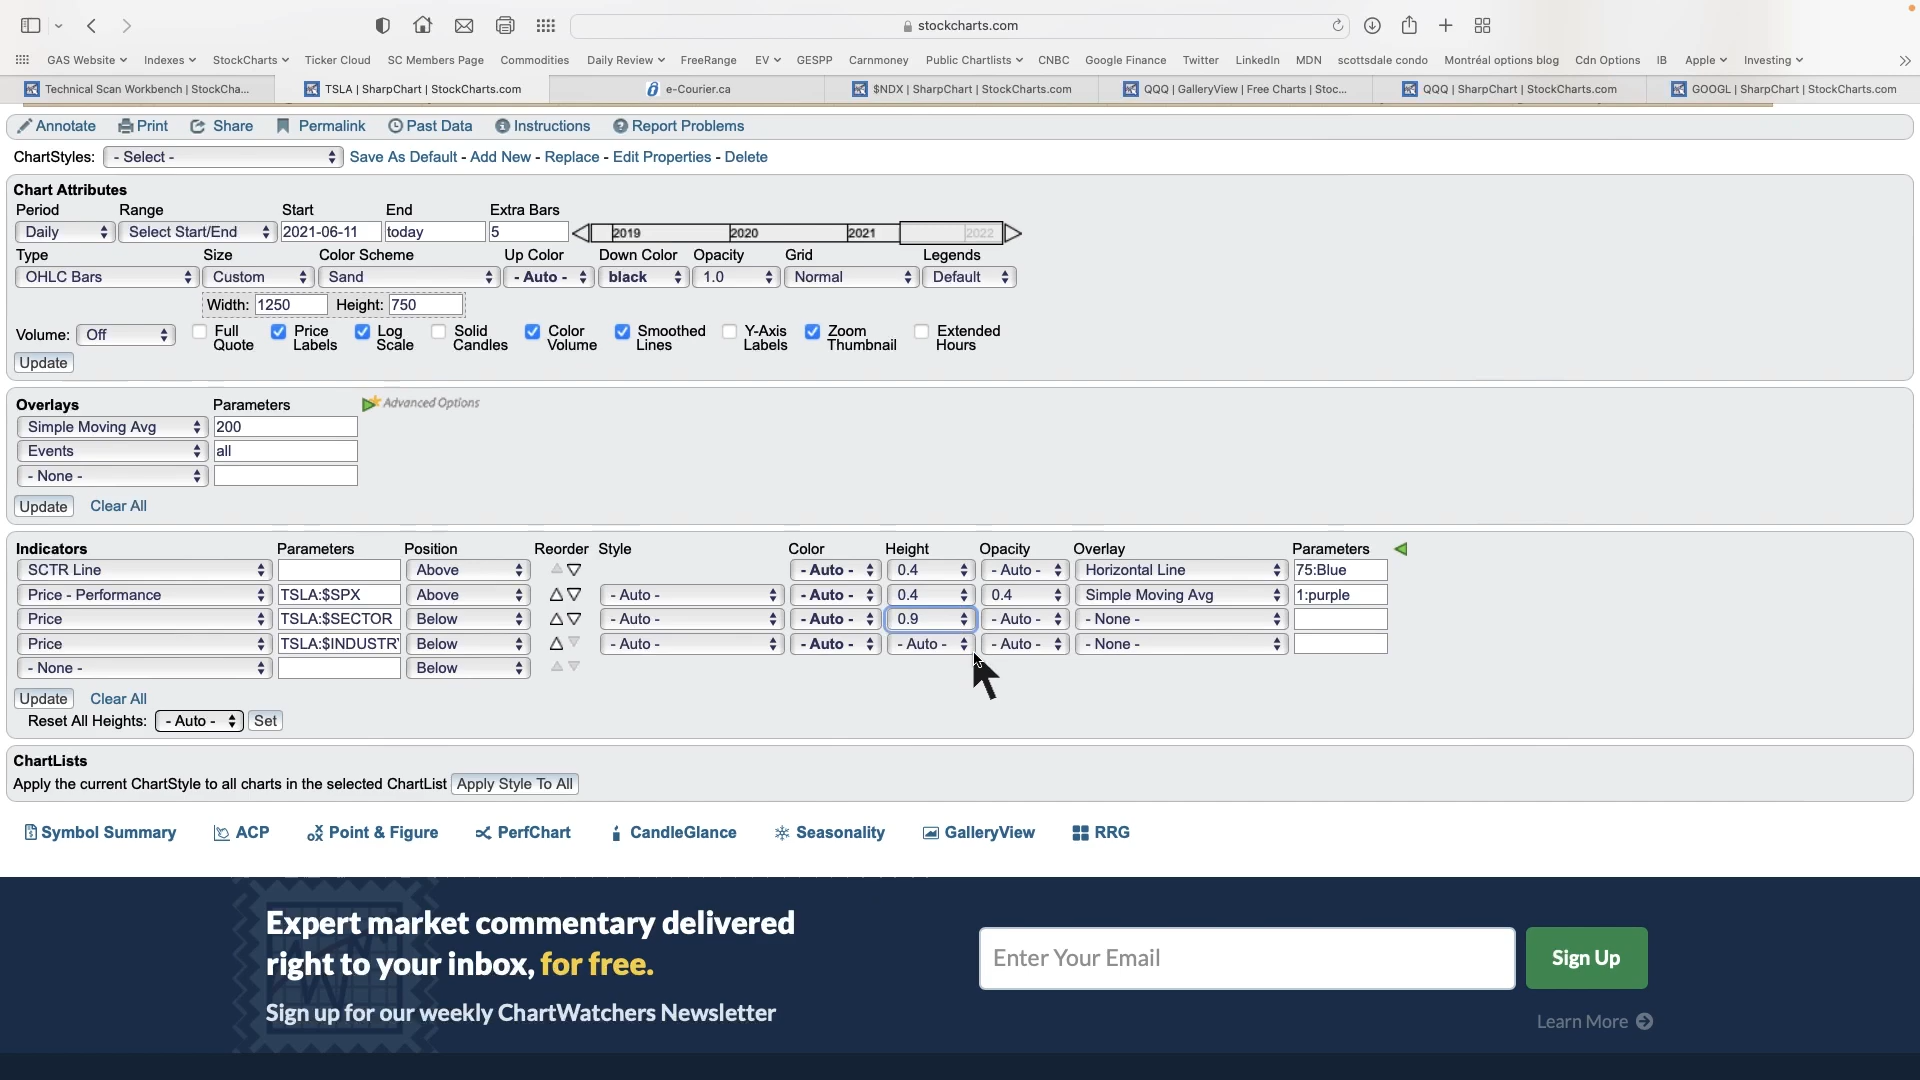 stockcharts.com
GAS Website Indexes StockCharts Ticker Cloud SC Members Page Commodities Daily Review FreeRange EV GESPP Carnmoney Public Chartlists CNBC Google Finance Twitter LinkedIn MDN scottsdale condo Montréal options blog Cdn Options IB Apple Investing
Technical Scan Workbench | StockCha... TSLA | SharpChart | StockCharts.com e-Courier.ca $NDX | SharpChart | StockCharts.com QQQ | GalleryView | Free Charts | Stoc... QQQ | SharpChart | StockCharts.com GOOGL | SharpChart | StockCharts.com
Annotate Print Share Permalink Past Data Instructions Report Problems
ChartStyles: - Select - Save As Default - Add New - Replace - Edit Properties - Delete
Chart Attributes
Period Range Start End Extra Bars
Daily Select Start/End 2021-06-11 today 5 2019 2020 2021 2022
Type Size Color Scheme Up Color Down Color Opacity Grid Legends
OHLC Bars Custom Sand - Auto - black 1.0 Normal Default
Width: 1250 Height: 750
Volume: Off Full Quote Price Labels Log Scale Solid Candles Color Volume Smoothed Lines Y-Axis Labels Zoom Thumbnail Extended Hours
Update
Overlays Parameters Advanced Options
Simple Moving Avg 200
Events all
- None -
Update Clear All
Indicators Parameters Position Reorder Style Color Height Opacity Overlay Parameters
SCTR Line Above - Auto - 0.4 - Auto - Horizontal Line 75:Blue
Price - Performance TSLA:$SPX Above - Auto - - Auto - 0.4 0.4 Simple Moving Avg 1:purple
Price TSLA:$SECTOR Below - Auto - - Auto - 0.9 - Auto - - None -
Price TSLA:$INDUSTRY Below - Auto - - Auto - - Auto - - Auto - - None -
- None - Below
Update Clear All
Reset All Heights: - Auto - Set
ChartLists
Apply the current ChartStyle to all charts in the selected ChartList Apply Style To All
Symbol Summary ACP Point & Figure PerfChart CandleGlance Seasonality GalleryView RRG
Expert market commentary delivered
right to your inbox, for free.
Enter Your Email Sign Up
Sign up for our weekly ChartWatchers Newsletter
Learn More